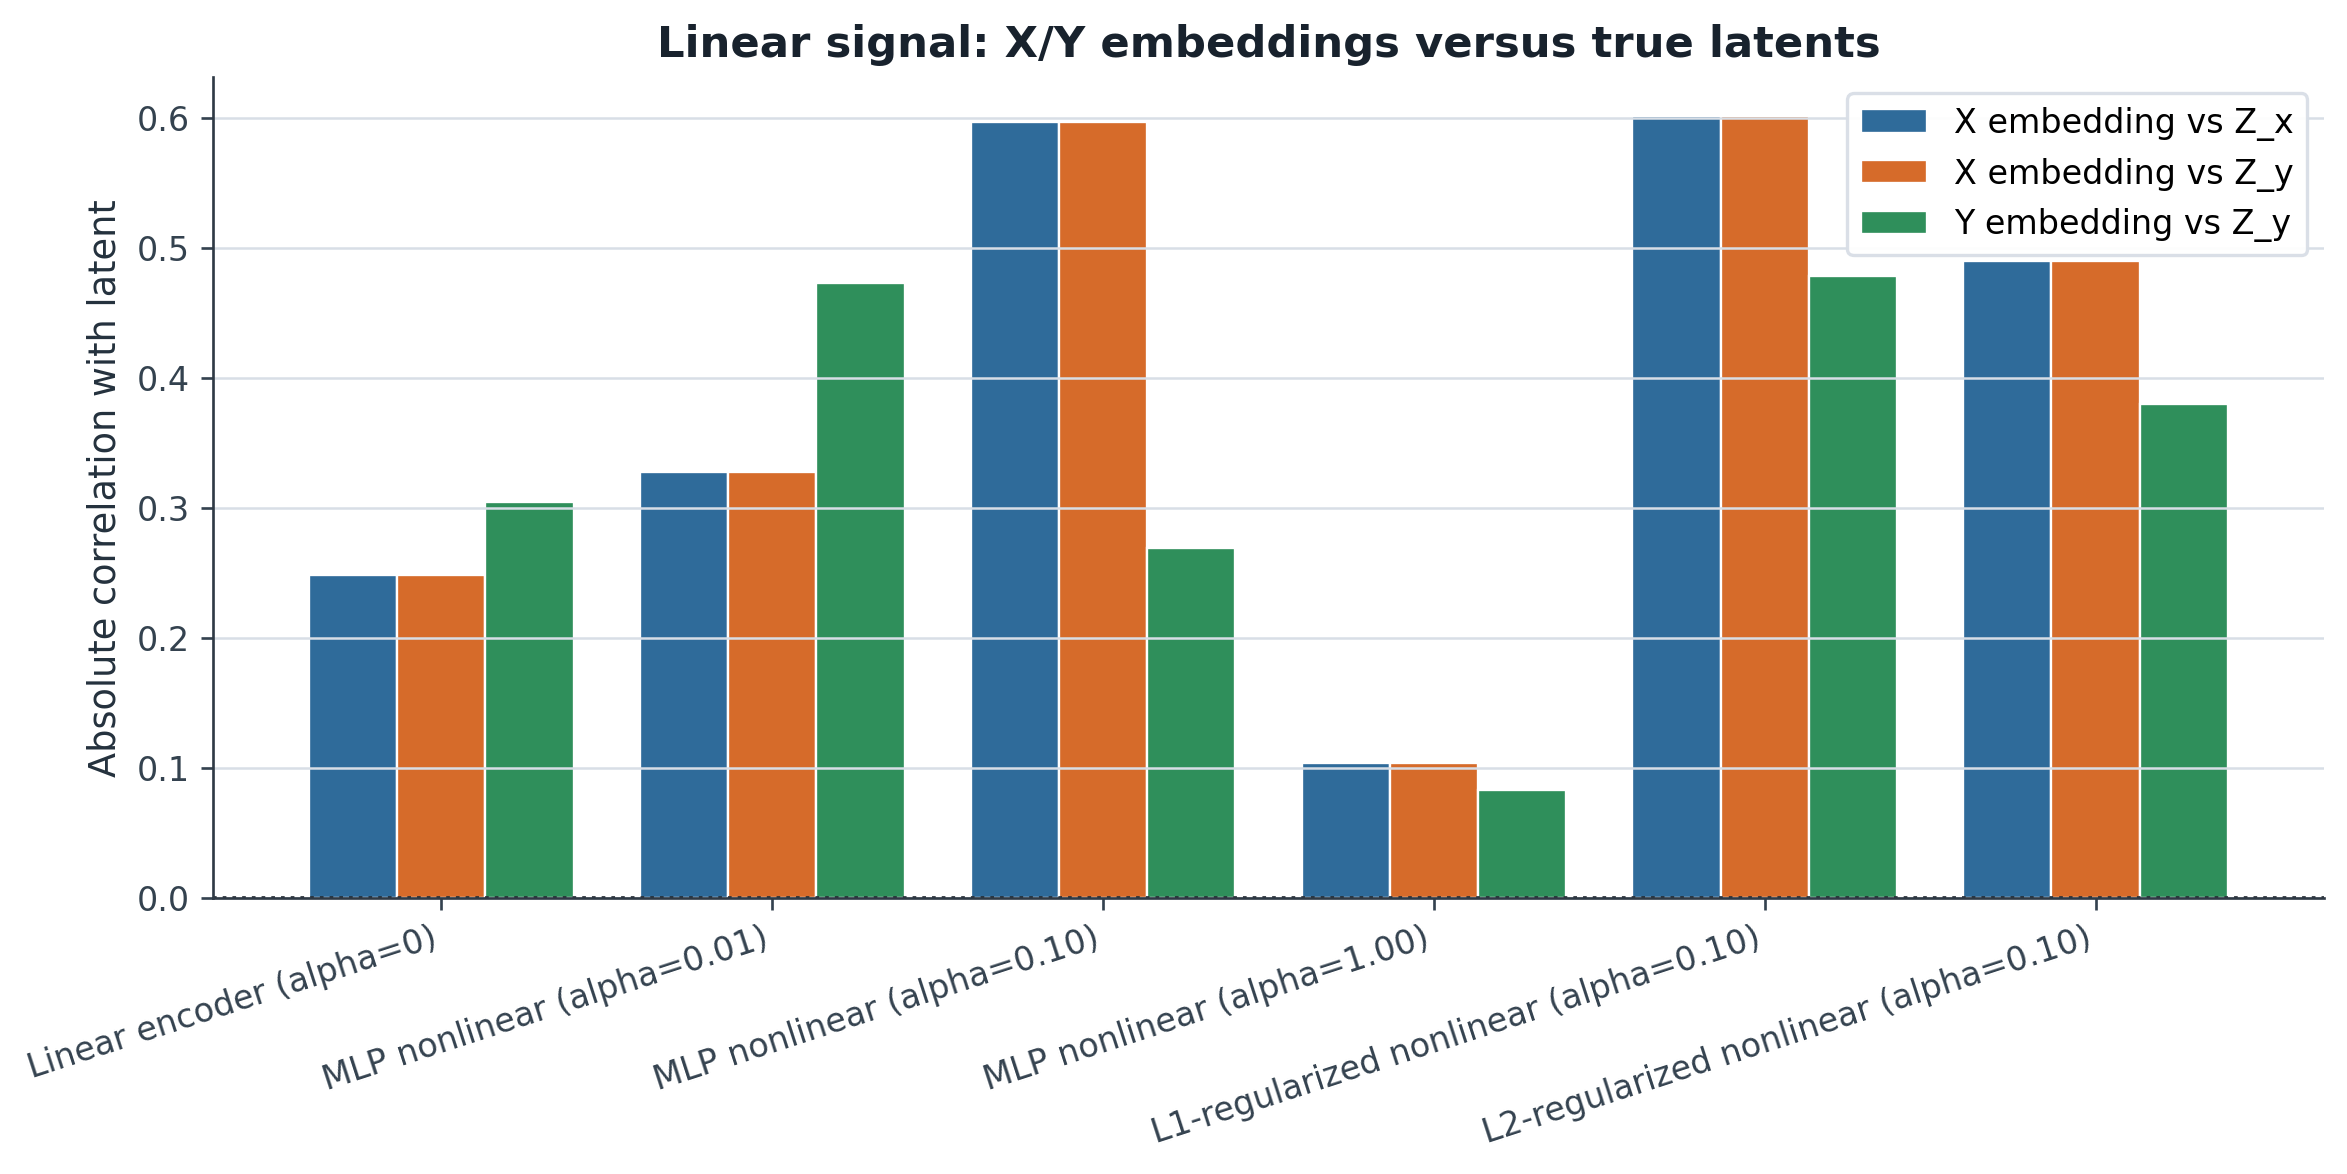 Linear signal: X/Y embeddings versus true latents
X embedding vs Z_x
X embedding vs Z_y
Y embedding vs Z_y
Absolute correlation with latent
0.6
0.5
0.4
0.3
0.2
0.1
0.0
Linear encoder (alpha=0)
MLP nonlinear (alpha=0.01)
MLP nonlinear (alpha=0.10)
MLP nonlinear (alpha=1.00)
L1-regularized nonlinear (alpha=0.10)
L2-regularized nonlinear (alpha=0.10)